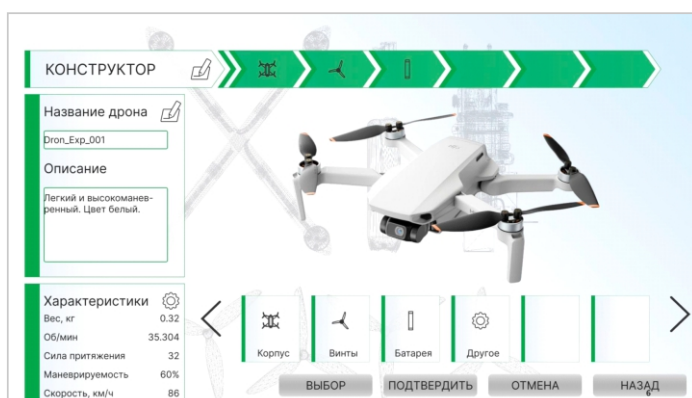 КОНСТРУКТОР
Название дрона
Dron_Exp_001
Описание
Легкий и высокоманев-
ренный. Цвет белый.
Характеристики
Вес, кг 0.32
Об/мин 35.304
Сила притяжения 32
Маневрируемость 60%
Скорость, км/ч 86
Корпус Винты Батарея Другое
ВЫБОР ПОДТВЕРДИТЬ ОТМЕНА НАЗАД
6